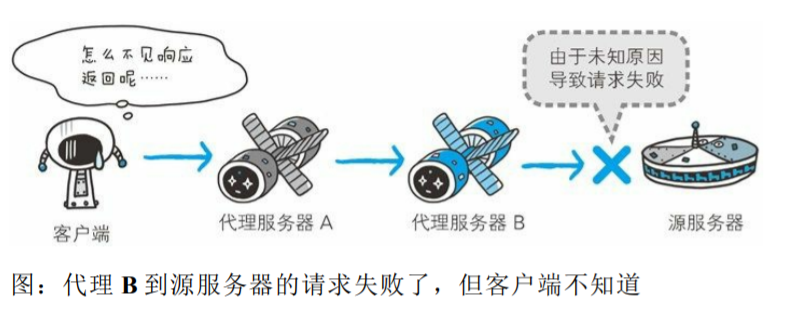 怎么不见响应
返回呢……
由于未知原因
导致请求失败
客户端
代理服务器 A
代理服务器 B
源服务器
图：代理 B 到源服务器的请求失败了，但客户端不知道